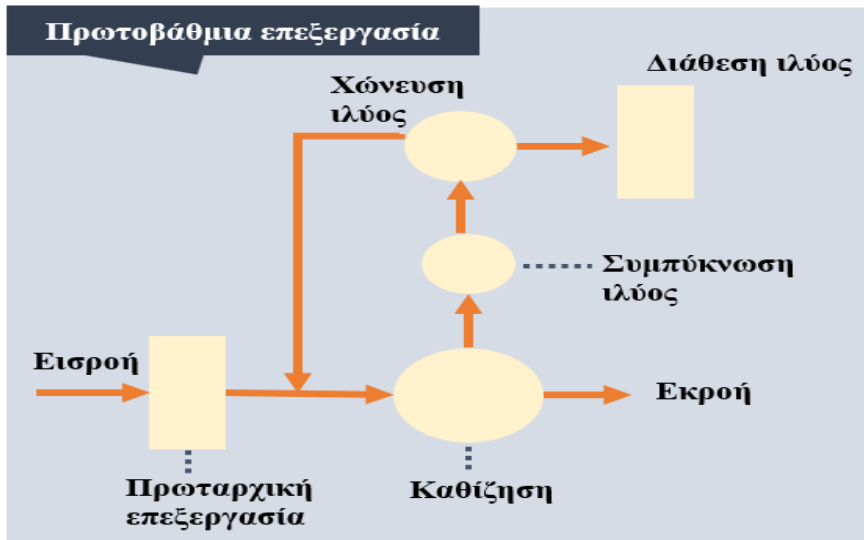 Πρωτοβάθμια επεξεργασία
Διάθεση ιλύος
Χώνευση
ιλύος
Συμπύκνωση
ιλύος
Εισροή
Εκροή
Πρωταρχική
επεξεργασία
Καθίζηση